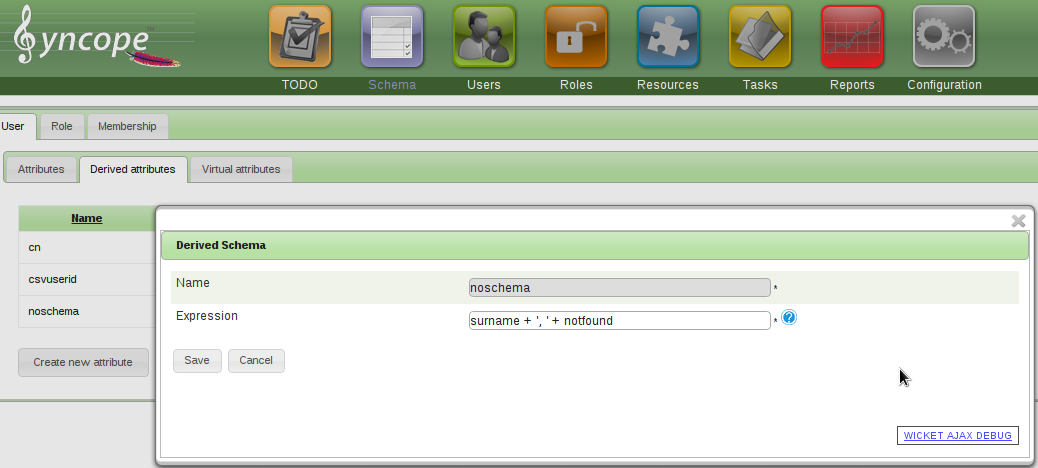 Syncope
TODO Schema Users Roles Resources Tasks Reports Configuration
User Role Membership
Attributes Derived attributes Virtual attributes
Name
cn
csvuserid
noschema
Create new attribute
Derived Schema
Name noschema *
Expression surname + ', ' + notfound * ?
Save Cancel
WICKET AJAX DEBUG